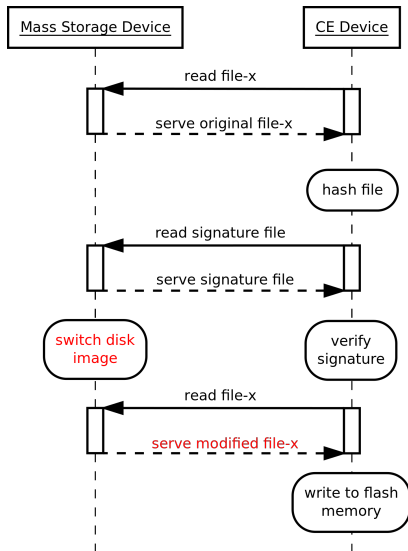 Mass Storage Device
CE Device
read file-x
serve original file-x
hash file
read signature file
serve signature file
switch disk
image
verify
signature
read file-x
serve modified file-x
write to flash
memory